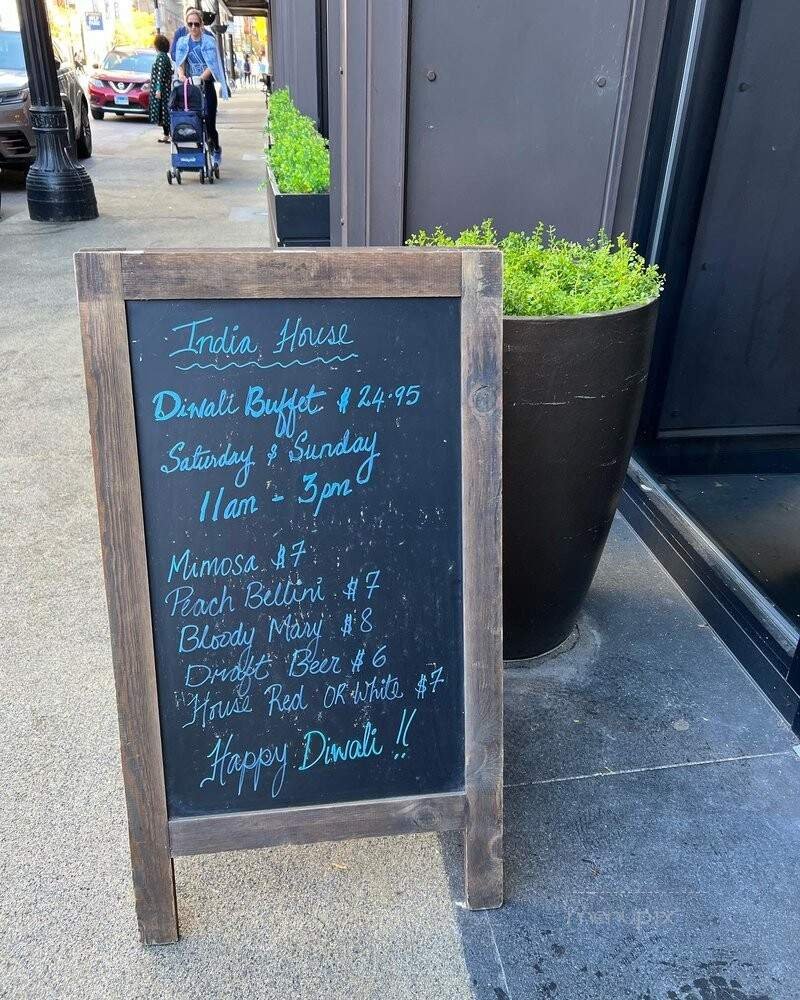 India House
Diwali Buffet $24.95
Saturday & Sunday
11am - 3pm
Mimosa $7
Peach Bellini $7
Bloody Mary $8
Draft Beer $6
House Red OR White $7
Happy Diwali !!
menupix